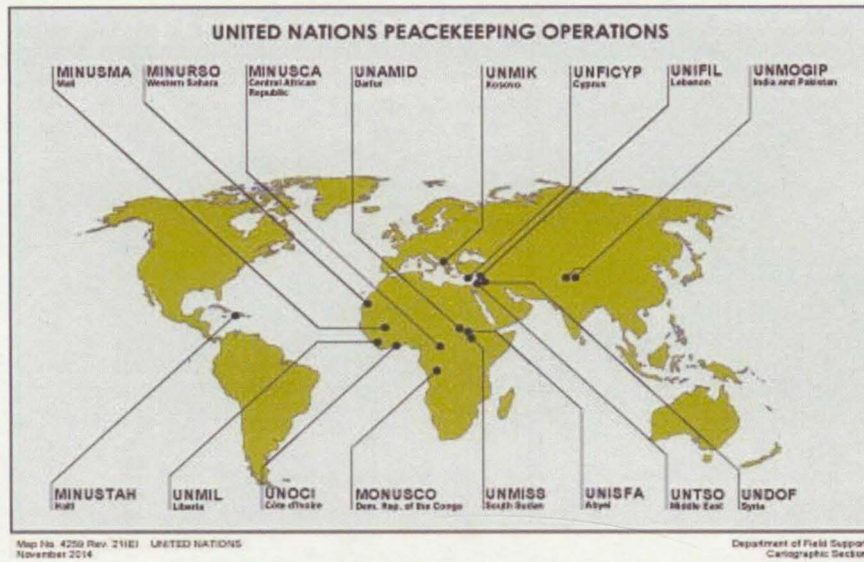 UNITED NATIONS PEACEKEEPING OPERATIONS
MINUSMA MINURSO MINUSCA UNAMID UNMIK UNFICYP UNIFIL UNMOGIP
Mali Western Sahara Central African Darfur Kosovo Cyprus Lebanon India and Pakistan
Republic
MINUSTAH UNMIL UNOCI MONUSCO UNMISS UNISFA UNTSO UNDOF
Haiti Liberia Côte d'Ivoire Dem. Rep. of the Congo South Sudan Abyei Middle East Syria
Map No. 4259 Rev. 21(E) UNITED NATIONS Department of Field Support
November 2014 Cartographic Section